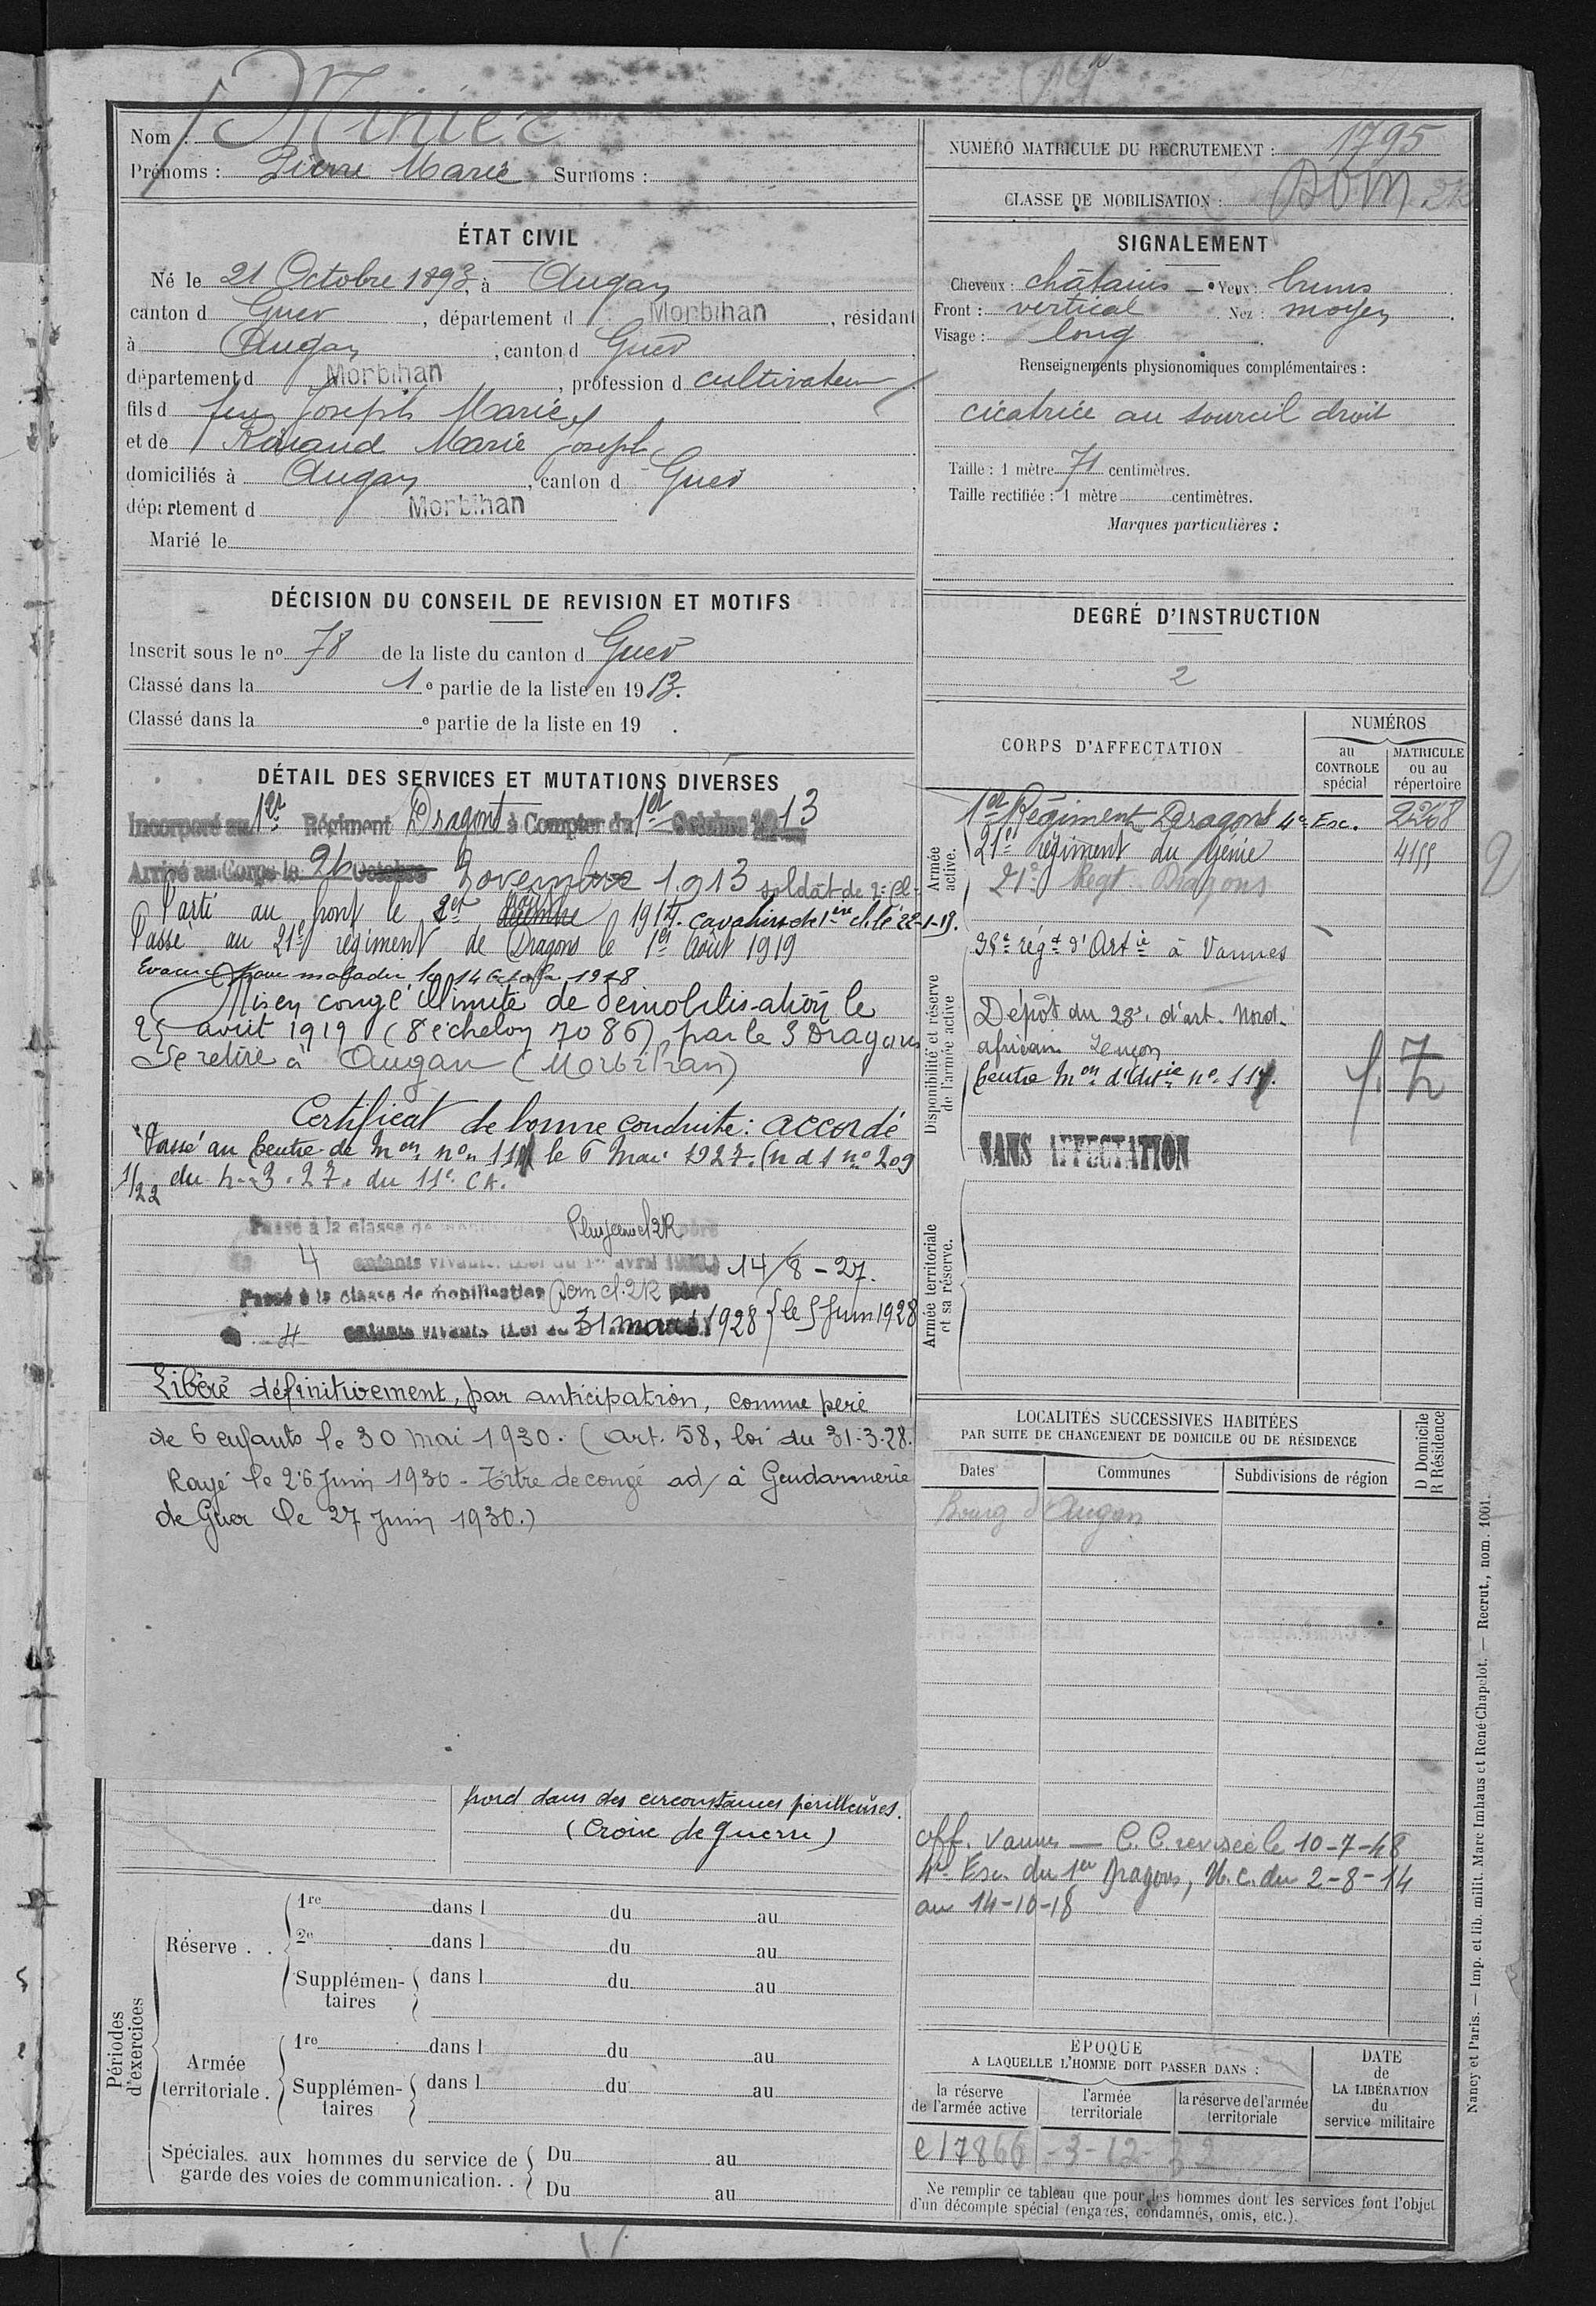 Nom : Minier
Prénoms : Pierre Marie Surnoms :
NUMÉRO MATRICULE DU RECRUTEMENT : 1795
CLASSE DE MOBILISATION : DOM 2R
ÉTAT CIVIL
Né le 21 Octobre 1893, à Augan
canton d Guer, département d Morbihan, résidant
à Augan, canton d Guer
département d Morbihan, profession d cultivateur
fils d feu Joseph Marie
et de Marie Joseph
domiciliés à Augan, canton d Guer
département d Morbihan
Marié le
SIGNALEMENT
Cheveux : châtains Yeux : bruns
Front : vertical Nez : moyen
Visage : long
Renseignements physionomiques complémentaires :
cicatrice au sourcil droit
Taille : 1 mètre 71 centimètres.
Taille rectifiée : 1 mètre centimètres.
Marques particulières :
DÉCISION DU CONSEIL DE REVISION ET MOTIFS
Inscrit sous le no 78 de la liste du canton d Guer
Classé dans la 1e partie de la liste en 1913.
Classé dans la e partie de la liste en 19 .
DEGRÉ D'INSTRUCTION
2
DÉTAIL DES SERVICES ET MUTATIONS DIVERSES
Incorporé au 1er Régiment Dragons à Compter du 1er Octobre 1913
Arrivé au Corps le 26 Octobre Novembre 1913 soldat de 2e cl.
Parti au front le 2 août 1914. Cavalier de 1ère cl. le 22-1-18.
Passé au 21e régiment de Dragons le 1er Août 1919
Evacué pour maladie le 14 Octobre 1918
Mis en congé illimité de démobilisation le
25 août 1919 (8e échelon 7086) par le 3 Dragons
Se retire à Augan (Morbihan)
Certificat de bonne conduite : accordé
Passé au Centre de Mon no 11 le 6 Mai 1927. (n d 1 no 209
1/22 du 4-3-27. du 11e CA.
Passé à la classe de Plus jeune cl 2R père
de 4 enfants vivants 14/8-27.
Passé à la classe de mobilisation Dom cl. 2R père
4 enfants vivants (Loi du 31 mars 1928) le 5 Juin 1928
Libéré définitivement, par anticipation, comme père
de 6 enfants le 30 mai 1930. (Art. 58, loi du 31-3-28.
Rayé le 26 Juin 1930 - Titre de congé ad/ à Gendarmerie
de Guer le 27 Juin 1930.)
dans des circonstances périlleuses.
(Croix de guerre)
CORPS D'AFFECTATION
NUMÉROS
au CONTROLE spécial
MATRICULE ou au répertoire
Armée active.
1er Régiment Dragons 4e Esc. 2268
21e régiment du Génie 4155
21e Regt Dragons
Disponibilité et réserve de l'armée active
38e régt d'Artie à Vannes
Dépôt du 28e d'art. Nord-
africain
Centre Mon d'Artie no 11
SANS AFFECTATION
Armée territoriale et sa réserve.
LOCALITÉS SUCCESSIVES HABITÉES
PAR SUITE DE CHANGEMENT DE DOMICILE OU DE RÉSIDENCE
Dates Communes Subdivisions de région
D Domicile R Résidence
Bourg d'Augan
Off. Vannes — C.C. revisée le 10-7-48
4e Esc. du 1er Dragons, U.C. du 2-8-14
au 14-10-18
Périodes d'exercices
Réserve . .
1re dans l du au
2e dans l du au
Supplémentaires dans l du au
Armée territoriale .
1re dans l du au
Supplémentaires dans l du au
Spéciales aux hommes du service de
garde des voies de communication. .
Du au
Du au
ÉPOQUE
A LAQUELLE L'HOMME DOIT PASSER DANS :
la réserve de l'armée active
l'armée territoriale
la réserve de l'armée territoriale
DATE de LA LIBÉRATION du service militaire
e 17866 - 3-12-32
Ne remplir ce tableau que pour les hommes dont les services font l'objet
d'un décompte spécial (engagés, condamnés, omis, etc.).
Nancy et Paris. — Imp. et lib. milit. Marc Imhaus et René Chapelot. — Recrut., nom. 1001.